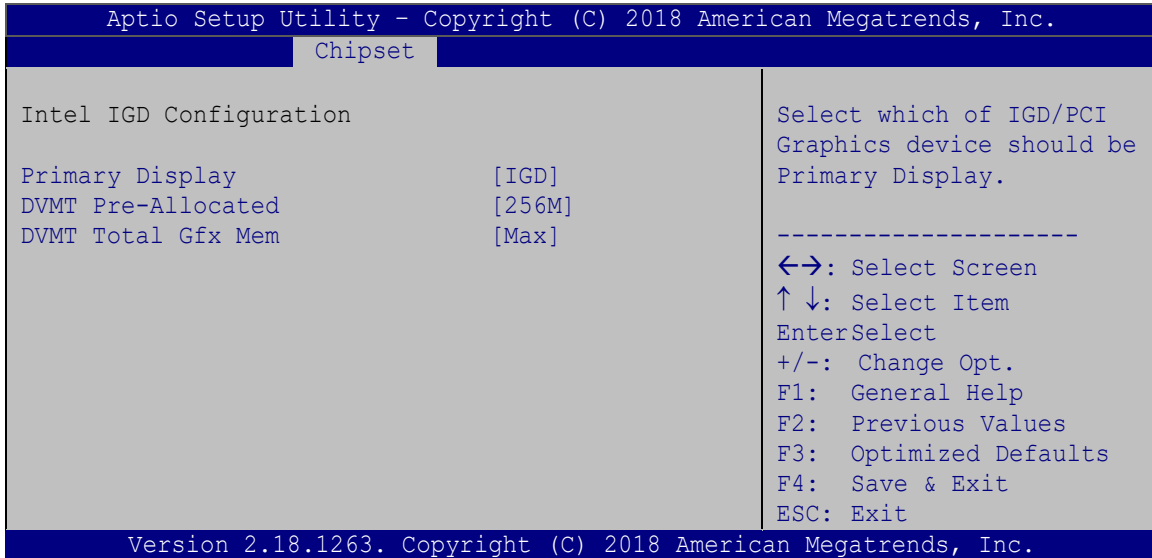 Aptio Setup Utility – Copyright (C) 2018 American Megatrends, Inc.
Chipset
Intel IGD Configuration
Primary Display [IGD]
DVMT Pre-Allocated [256M]
DVMT Total Gfx Mem [Max]
Select which of IGD/PCI
Graphics device should be
Primary Display.
---------------------
←→: Select Screen
↑ ↓: Select Item
EnterSelect
+/-: Change Opt.
F1: General Help
F2: Previous Values
F3: Optimized Defaults
F4: Save & Exit
ESC: Exit
Version 2.18.1263. Copyright (C) 2018 American Megatrends, Inc.